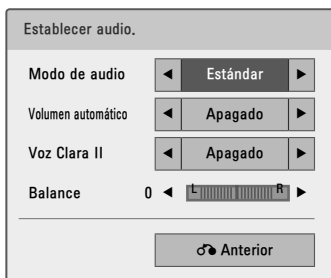 Establecer audio.
Modo de audio ◄ Estándar ►
Volumen automático ◄ Apagado ►
Voz Clara II ◄ Apagado ►
Balance 0 ◄ L R ►
Anterior